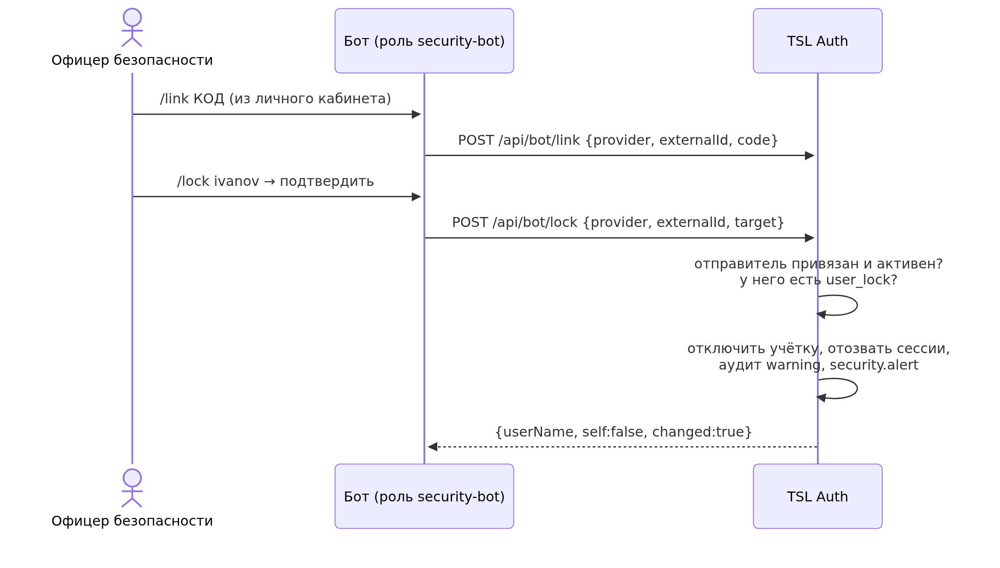 Офицер безопасности
Бот (роль security-bot)
TSL Auth
/link КОД (из личного кабинета)
POST /api/bot/link {provider, externalId, code}
/lock ivanov → подтвердить
POST /api/bot/lock {provider, externalId, target}
отправитель привязан и активен?
у него есть user_lock?
отключить учётку, отозвать сессии,
аудит warning, security.alert
{userName, self:false, changed:true}
Офицер безопасности
Бот (роль security-bot)
TSL Auth